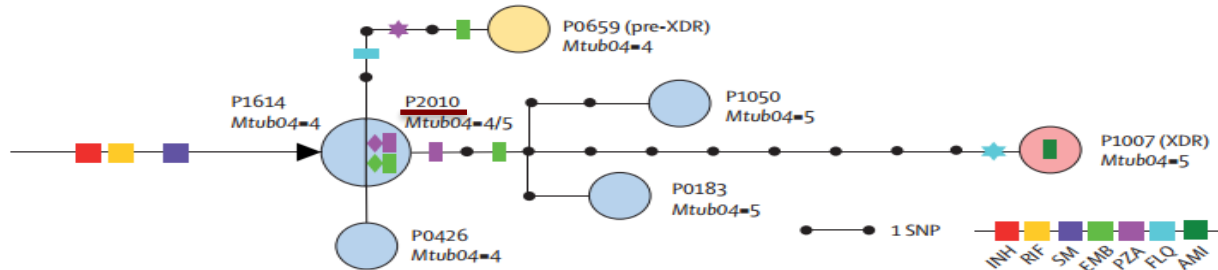 P0659 (pre-XDR)
Mtub04=4
P1614
Mtub04=4
P2010
Mtub04=4/5
P1050
Mtub04=5
P1007 (XDR)
Mtub04=5
P0183
Mtub04=5
P0426
Mtub04=4
1 SNP
INH
RIF
SM
EMB
PZA
FLQ
AMI